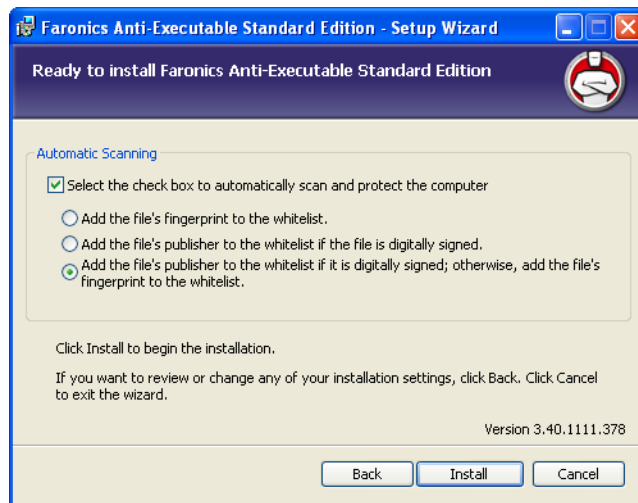 Faronics Anti-Executable Standard Edition - Setup Wizard
Ready to install Faronics Anti-Executable Standard Edition
Automatic Scanning
Select the check box to automatically scan and protect the computer
Add the file's fingerprint to the whitelist.
Add the file's publisher to the whitelist if the file is digitally signed.
Add the file's publisher to the whitelist if it is digitally signed; otherwise, add the file's
fingerprint to the whitelist.
Click Install to begin the installation.
If you want to review or change any of your installation settings, click Back. Click Cancel
to exit the wizard.
Version 3.40.1111.378
Back Install Cancel